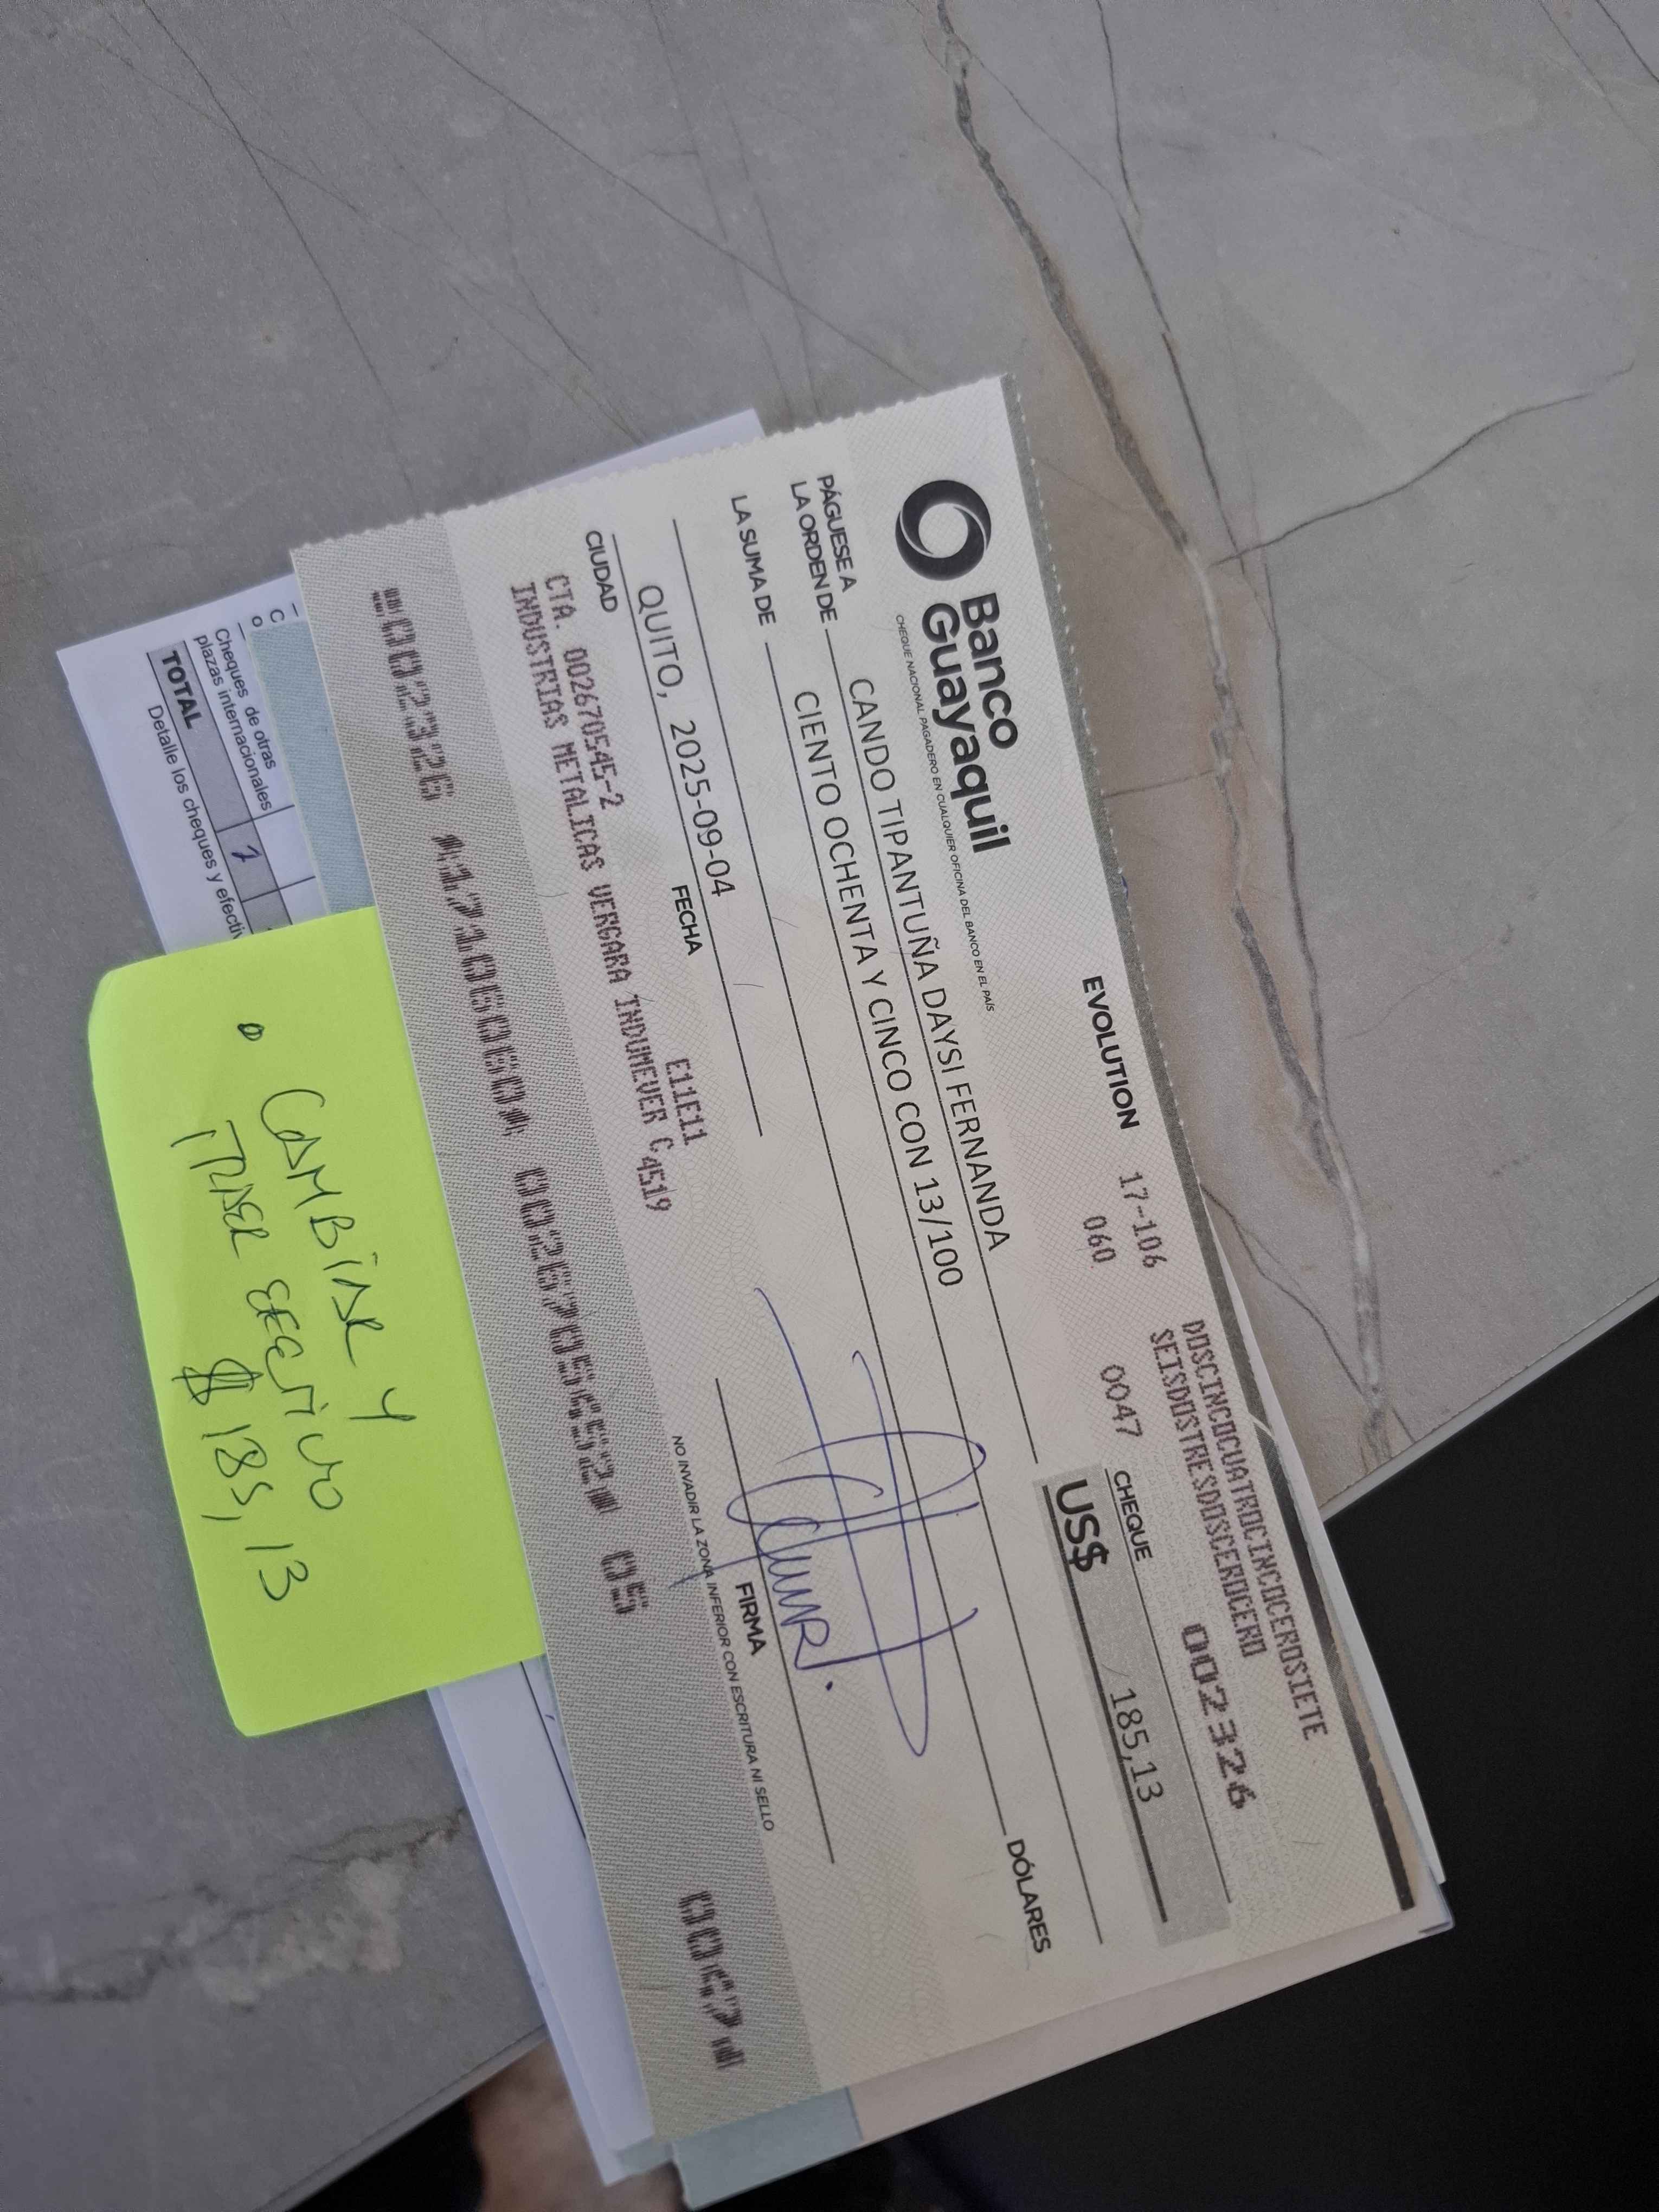 Banco
Guayaquil
CHEQUE NACIONAL PAGADERO EN CUALQUIER OFICINA DEL BANCO EN EL PAÍS
EVOLUTION 17-106
060
0047
DOSCINCOCUATROCINCOCEROSIETE
SEISDOSTRESDOSCEROCERO
CHEQUE 002326
US$ 185,13
PÁGUESE A
LA ORDEN DE CANDO TIPANTUÑA DAYSI FERNANDA
LA SUMA DE CIENTO OCHENTA Y CINCO CON 13/100
DÓLARES
QUITO, 2025-09-04
CIUDAD FECHA
E11E11
CTA. 002670545-2
INDUSTRIAS METALICAS VERGARA INDUMEVER C 4519
FIRMA
NO INVADIR LA ZONA INFERIOR CON ESCRITURA NI SELLO
002326 0026705452 05
C
o
Cheques de otras
plazas internacionales
TOTAL 1
Detalle los cheques y efectiv
CAMBIAR Y
TRAER EFECTIVO
$ 185,13